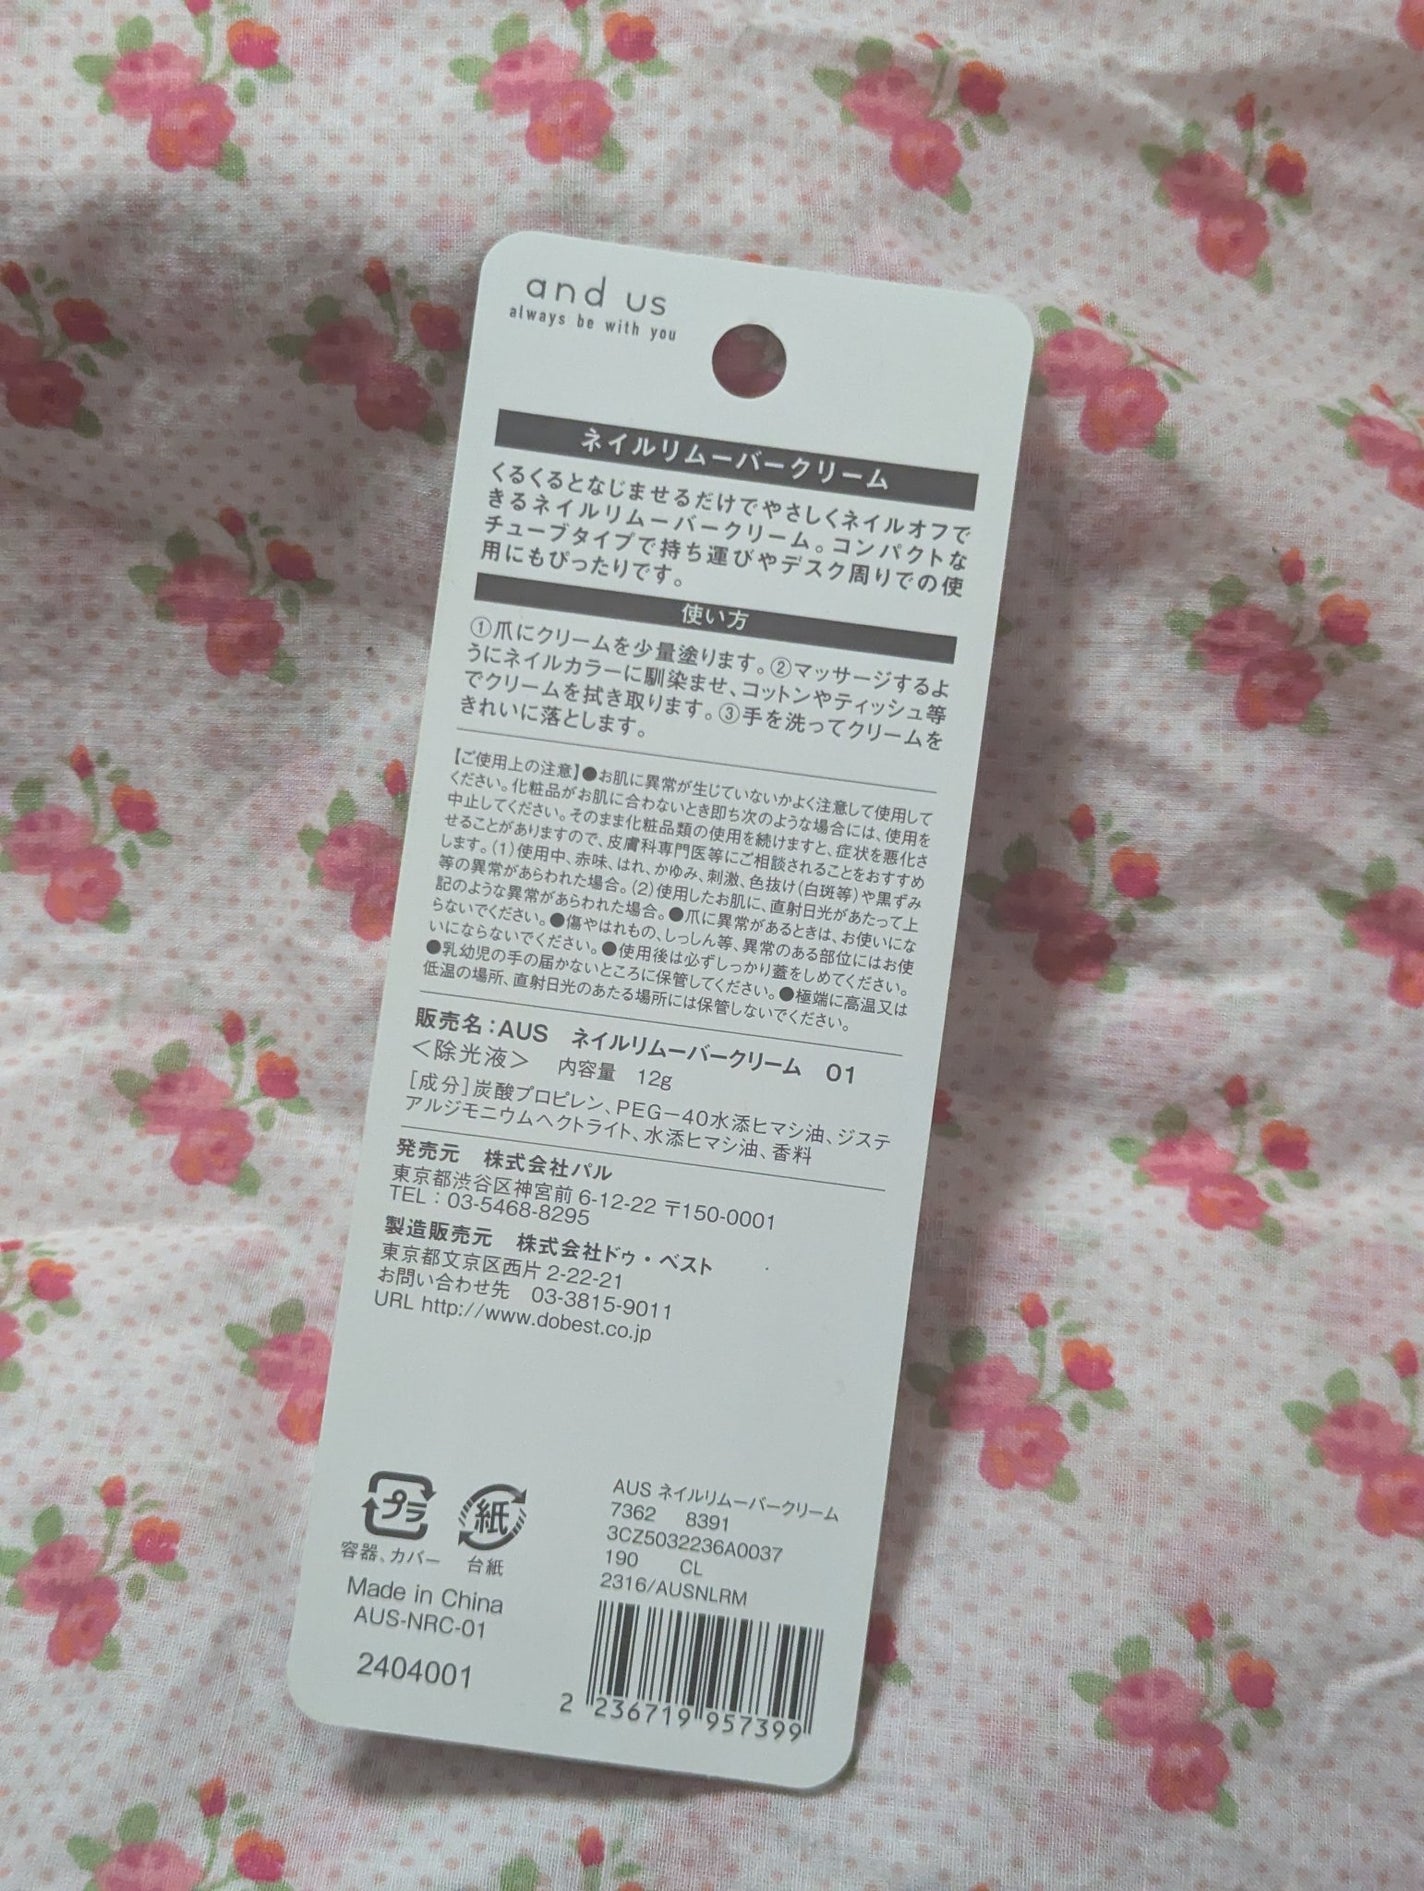 and us
always be with you
ネイルリムーバークリーム
くるくるとなじませるだけでやさしくネイルオフで
きるネイルリムーバークリーム。コンパクトな
チューブタイプで持ち運びやデスク周りでの使
用にもぴったりです。
使い方
①爪にクリームを少量塗ります。②マッサージするよ
うにネイルカラーに馴染ませ、コットンやティッシュ等
でクリームを拭き取ります。③手を洗ってクリームを
きれいに落とします。
【ご使用上の注意】●お肌に異常が生じていないかよく注意して使用して
ください。化粧品がお肌に合わないとき即ち次のような場合には、使用を
中止してください。そのまま化粧品類の使用を続けますと、症状を悪化さ
せることがありますので、皮膚科専門医等にご相談されることをおすすめ
します。(1)使用中、赤味、はれ、かゆみ、刺激、色抜け(白斑等)や黒ずみ
等の異常があらわれた場合。(2)使用したお肌に、直射日光があたって上
記のような異常があらわれた場合。●爪に異常があるときは、お使いにな
らないでください。●傷やはれもの、しっしん等、異常のある部位にはお使
いにならないでください。●使用後は必ずしっかり蓋をしめてください。
●乳幼児の手の届かないところに保管してください。●極端に高温又は
低温の場所、直射日光のあたる場所には保管しないでください。
販売名：AUS ネイルリムーバークリーム 01
＜除光液＞ 内容量 12g
[成分]炭酸プロピレン、PEG－40水添ヒマシ油、ジステ
アルジモニウムヘクトライト、水添ヒマシ油、香料
発売元 株式会社パル
東京都渋谷区神宮前 6-12-22 〒150-0001
TEL：03-5468-8295
製造販売元 株式会社ドゥ・ベスト
東京都文京区西片 2-22-21
お問い合わせ先 03-3815-9011
URL http://www.dobest.co.jp
プラ
容器、カバー
紙
台紙
Made in China
AUS-NRC-01
2404001
AUS ネイルリムーバークリーム
7362 8391
3CZ5032236A0037
190 CL
2316/AUSNLRM
2 236719 957399